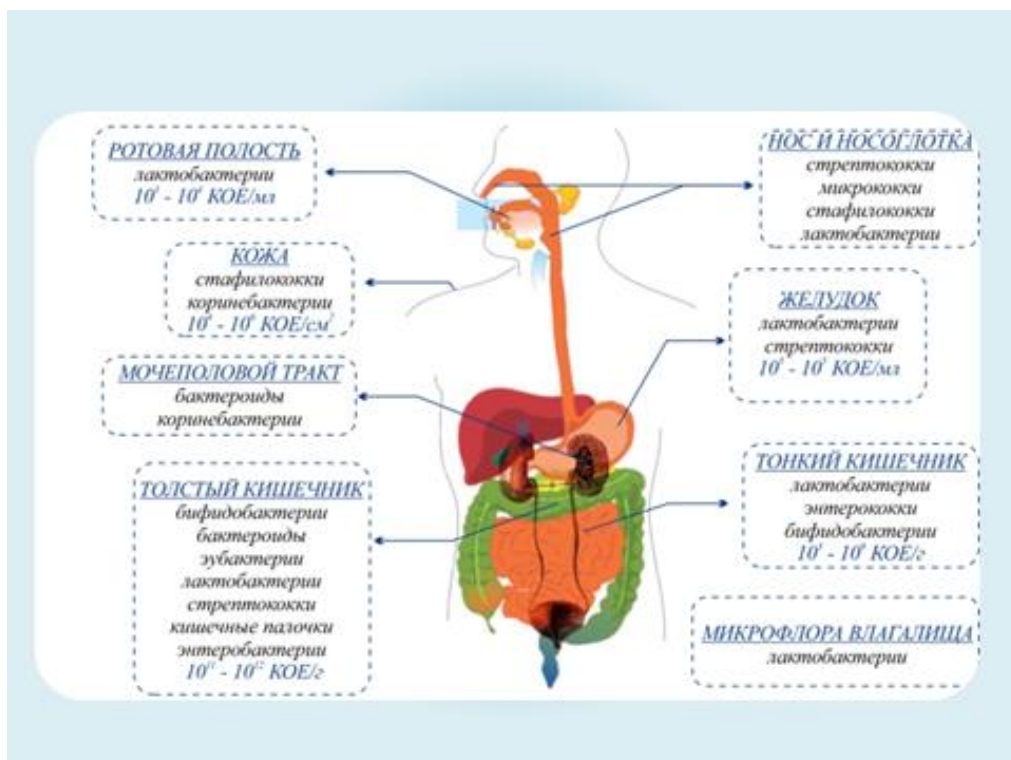 РОТОВАЯ ПОЛОСТЬ
лактобактерии
КОЕ/мл
КОЖА
стафилококки
коринебактерии
КОЕ/см²
МОЧЕПОЛОВОЙ ТРАКТ
бактероиды
коринебактерии
ТОЛСТЫЙ КИШЕЧНИК
бифидобактерии
бактероиды
эубактерии
лактобактерии
стрептококки
кишечные палочки
энтеробактерии
10¹¹ - 10¹² КОЕ/г
НОС И НОСОГЛОТКА
стрептококки
микрококки
стафилококки
лактобактерии
ЖЕЛУДОК
лактобактерии
стрептококки
КОЕ/мл
ТОНКИЙ КИШЕЧНИК
лактобактерии
энтерококки
бифидобактерии
КОЕ/г
МИКРОФЛОРА ВЛАГАЛИЩА
лактобактерии